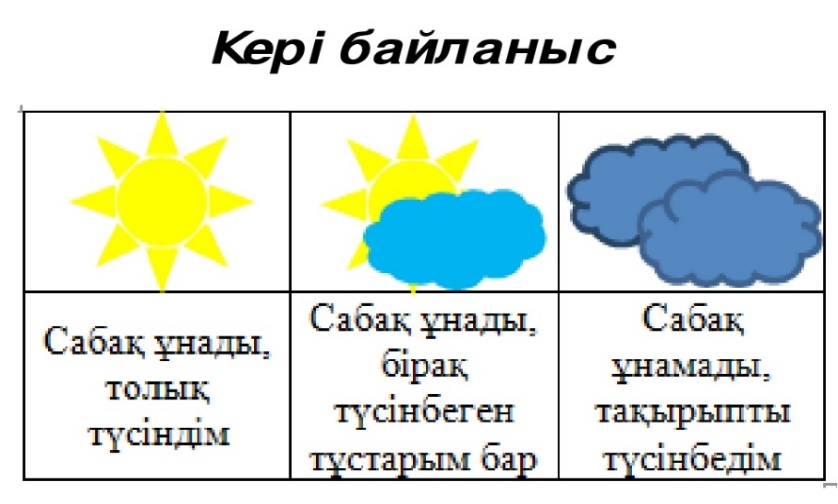 Кері байланыс
Сабақ ұнады,
толық
түсіндім
Сабақ ұнады,
бірақ
түсінбеген
тұстарым бар
Сабақ
ұнамады,
тақырыпты
түсінбедім